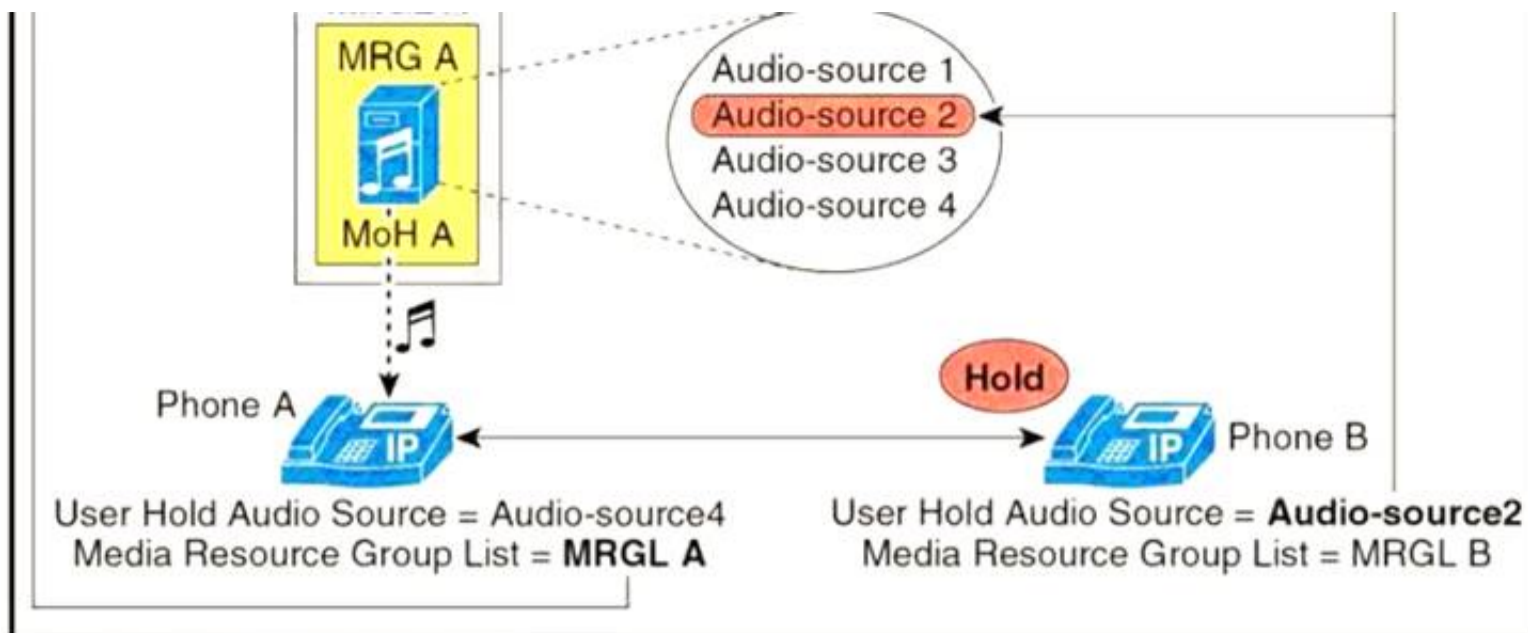 MRG A
MoH A
Audio-source 1
Audio-source 2
Audio-source 3
Audio-source 4
Hold
Phone A
IP
IP
Phone B
User Hold Audio Source = Audio-source4
Media Resource Group List = MRGL A
User Hold Audio Source = Audio-source2
Media Resource Group List = MRGL B